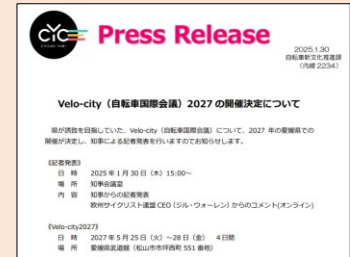 CYC
Press Release
2025.1.30
自転車新文化推進課
（内線 2234）
Velo-city（自転車国際会議）2027 の開催決定について
県が誘致を目指していた、Velo-city（自転車国際会議）について、2027 年の愛媛県での
開催が決定し、知事による記者発表を行いますのでお知らせします。
《記者発表》
日 時 2025 年 1 月 30 日（木）15:00～
場 所 知事会議室
内 容 知事からの記者発表
欧州サイクリスト連盟 CEO（ジル・ウォーレン）からのコメント(オンライン)
《Velo-city2027》
日 時 2027 年 5 月 25 日（火）～28 日（金） 4日間
場 所 愛媛県武道館（松山市市坪西町 551 番地）